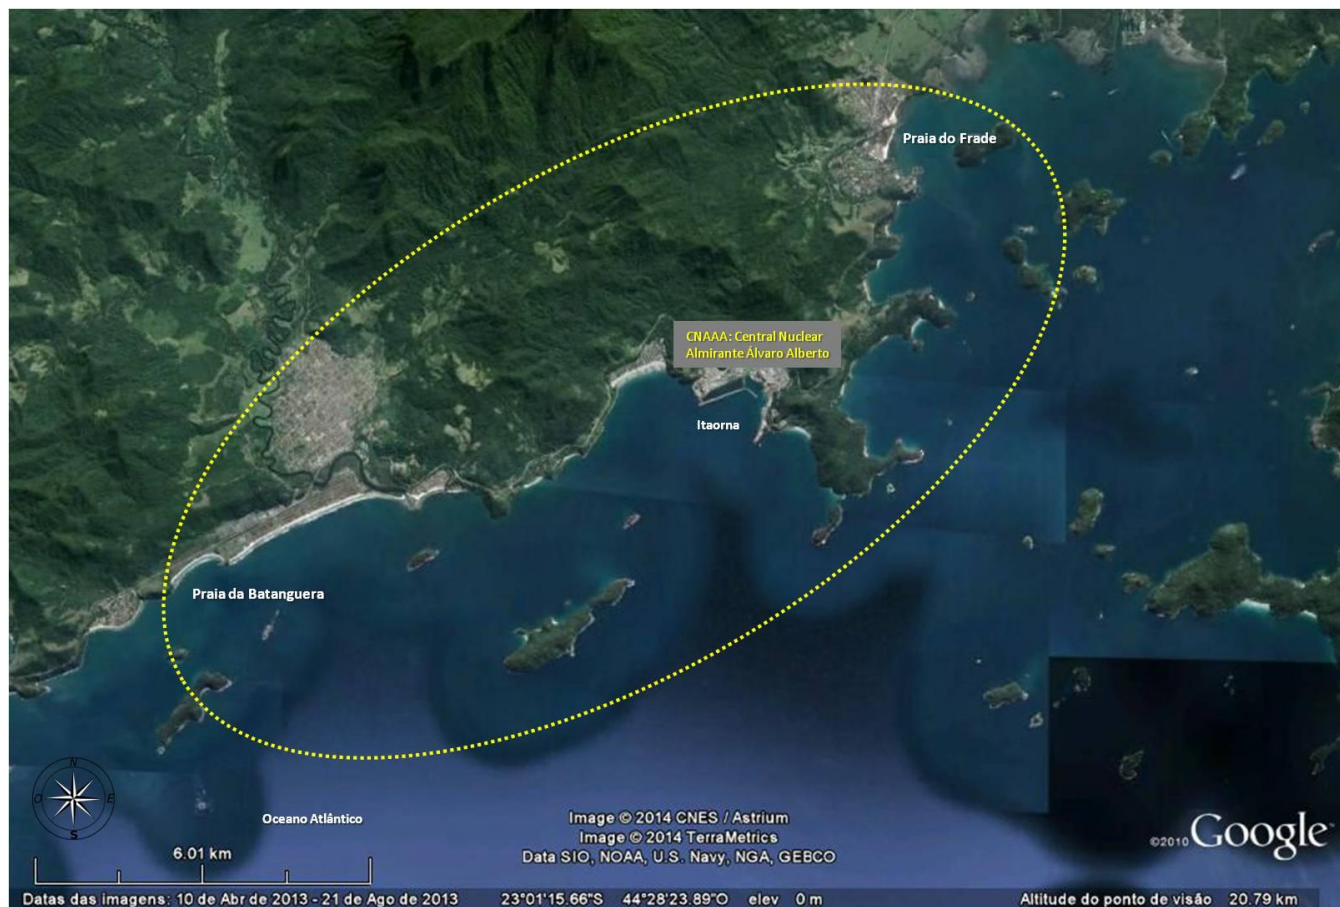 Praia do Frade
CNAAA: Central Nuclear
Almirante Álvaro Alberto
Itaorna
Praia da Batanguera
N
O E
S
Oceano Atlântico
6.01 km
Image © 2014 CNES / Astrium
Image © 2014 TerraMetrics
Data SIO, NOAA, U.S. Navy, NGA, GEBCO
©2010 Google
Datas das imagens: 10 de Abr de 2013 - 21 de Ago de 2013 23°01'15.66"S 44°28'23.89"O elev 0 m Altitude do ponto de visão 20.79 km